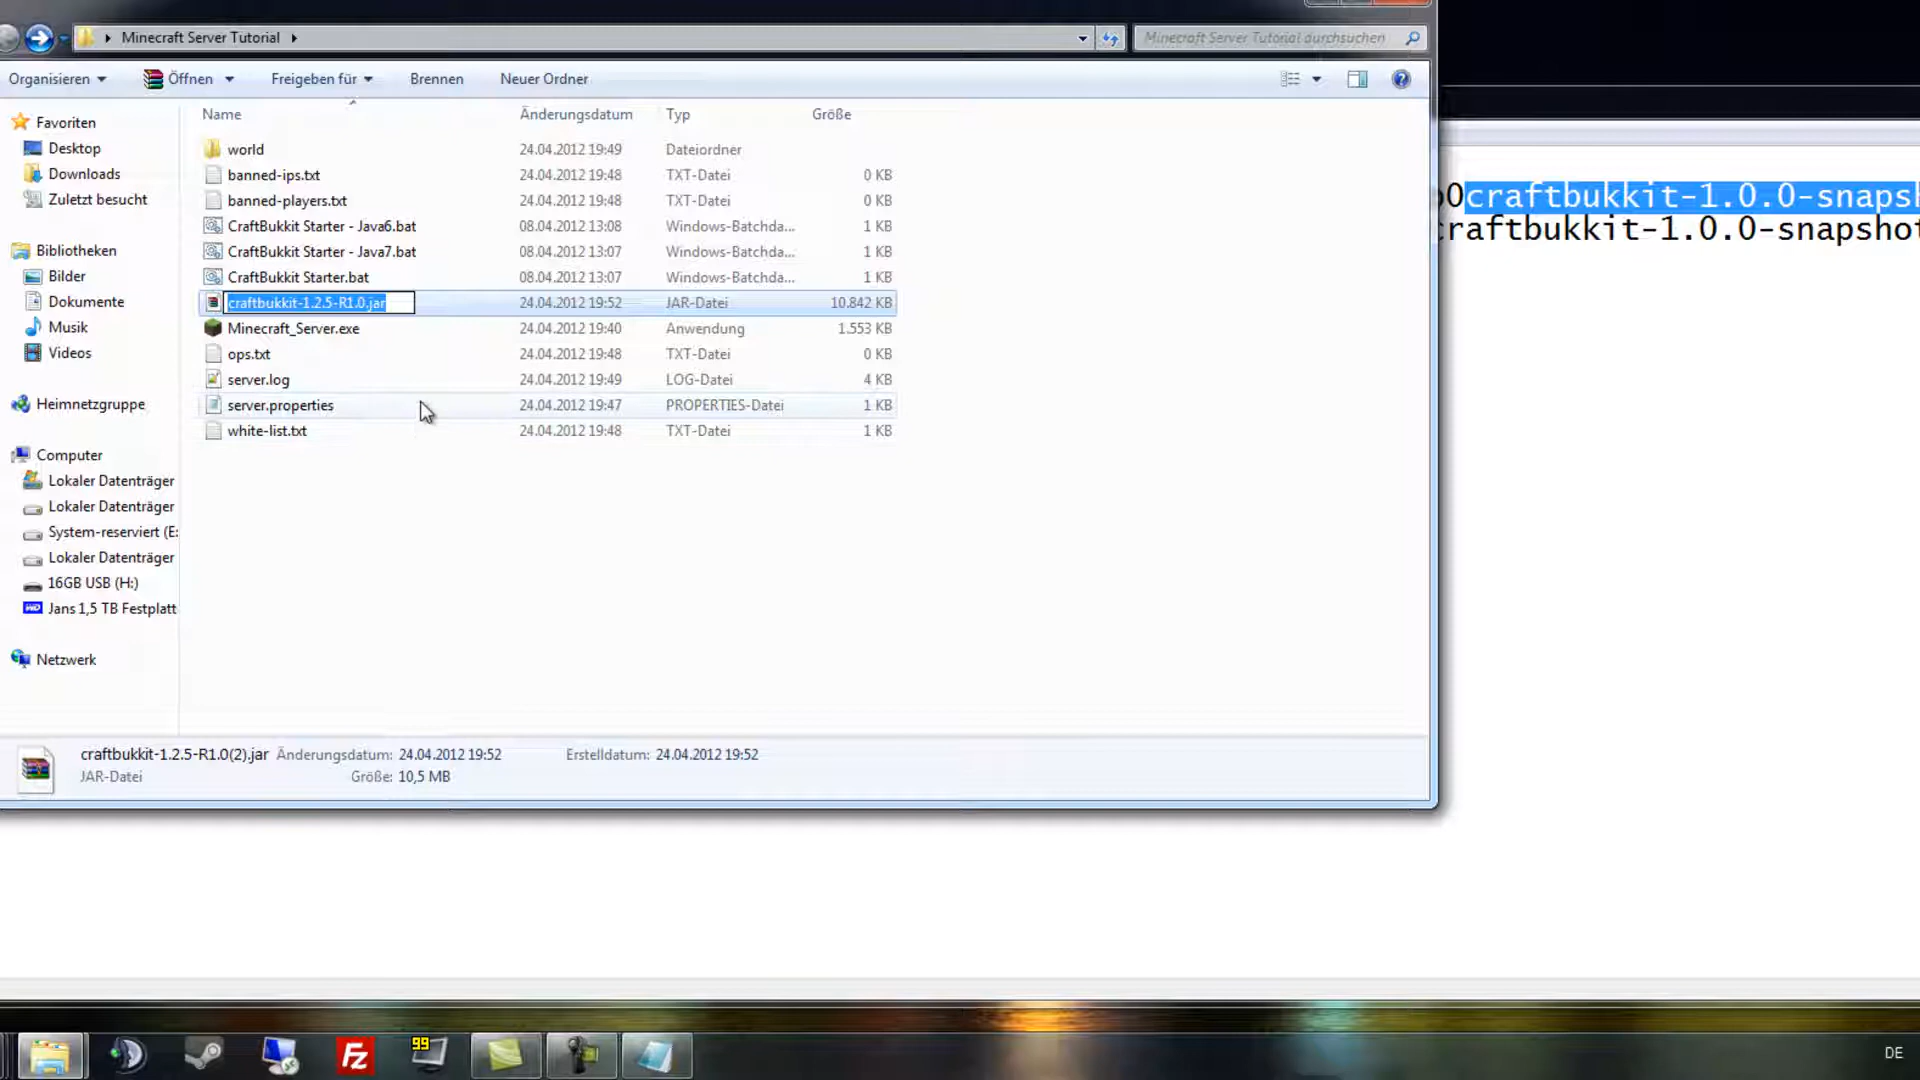 Minecraft Server Tutorial
Minecraft Server Tutorial durchsuchen
Organisieren
Öffnen
Freigeben für
Brennen
Neuer Ordner
Name Änderungsdatum Typ Größe
world 24.04.2012 19:49 Dateiordner
banned-ips.txt 24.04.2012 19:48 TXT-Datei 0 KB
banned-players.txt 24.04.2012 19:48 TXT-Datei 0 KB
CraftBukkit Starter - Java6.bat 08.04.2012 13:08 Windows-Batchda... 1 KB
CraftBukkit Starter - Java7.bat 08.04.2012 13:07 Windows-Batchda... 1 KB
CraftBukkit Starter.bat 08.04.2012 13:07 Windows-Batchda... 1 KB
craftbukkit-1.2.5-R1.0.jar 24.04.2012 19:52 JAR-Datei 10.842 KB
Minecraft_Server.exe 24.04.2012 19:40 Anwendung 1.553 KB
ops.txt 24.04.2012 19:48 TXT-Datei 0 KB
server.log 24.04.2012 19:49 LOG-Datei 4 KB
server.properties 24.04.2012 19:47 PROPERTIES-Datei 1 KB
white-list.txt 24.04.2012 19:48 TXT-Datei 1 KB
Favoriten
Desktop
Downloads
Zuletzt besucht
Bibliotheken
Bilder
Dokumente
Musik
Videos
Heimnetzgruppe
Computer
Lokaler Datenträger
Lokaler Datenträger
System-reserviert (E:
Lokaler Datenträger
16GB USB (H:)
WD Jans 1,5 TB Festplatt
Netzwerk
craftbukkit-1.2.5-R1.0(2).jar Änderungsdatum: 24.04.2012 19:52 Erstelldatum: 24.04.2012 19:52
JAR-Datei Größe: 10,5 MB
o0craftbukkit-1.0.0-snapsh
craftbukkit-1.0.0-snapshot
FZ
99
DE